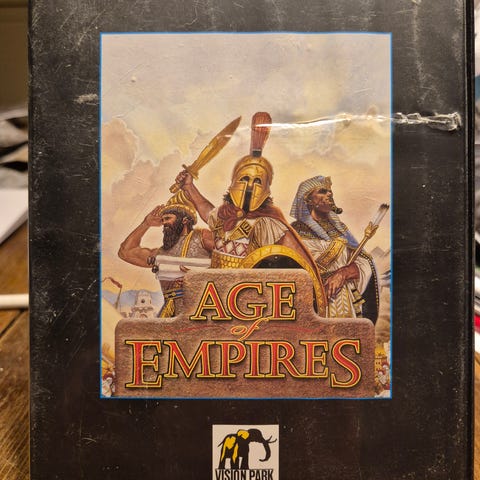 AGE
of
EMPIRES
VISION PARK